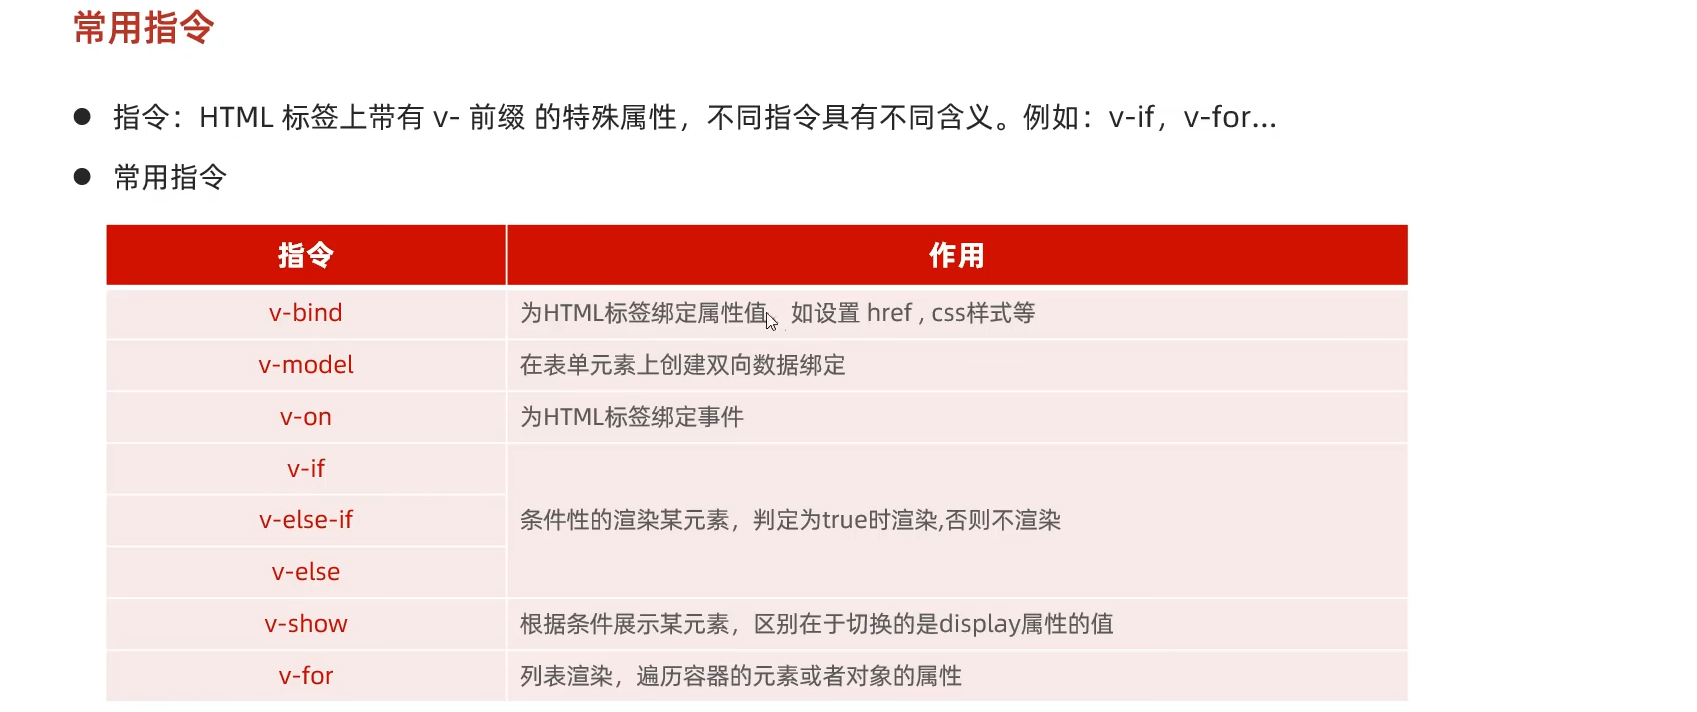 常用指令
指令：HTML 标签上带有 v- 前缀 的特殊属性，不同指令具有不同含义。例如：v-if，v-for...
常用指令
指令 作用
v-bind 为HTML标签绑定属性值，如设置 href , css样式等
v-model 在表单元素上创建双向数据绑定
v-on 为HTML标签绑定事件
v-if
v-else-if 条件性的渲染某元素，判定为true时渲染,否则不渲染
v-else
v-show 根据条件展示某元素，区别在于切换的是display属性的值
v-for 列表渲染，遍历容器的元素或者对象的属性